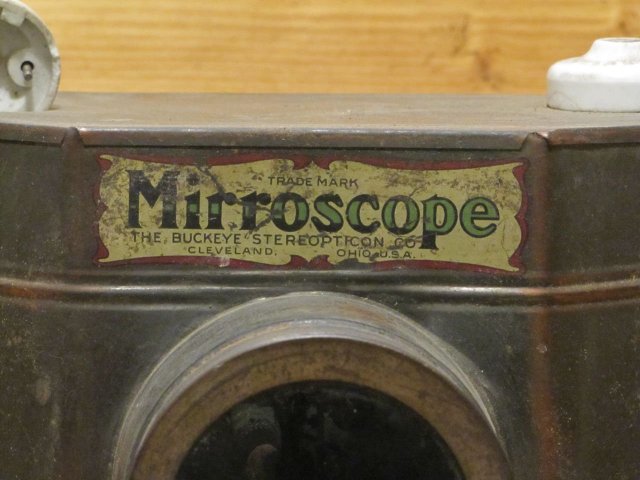 TRADE MARK
Mirroscope
THE BUCKEYE STEREOPTICON CO
CLEVELAND. OHIO U.S.A.